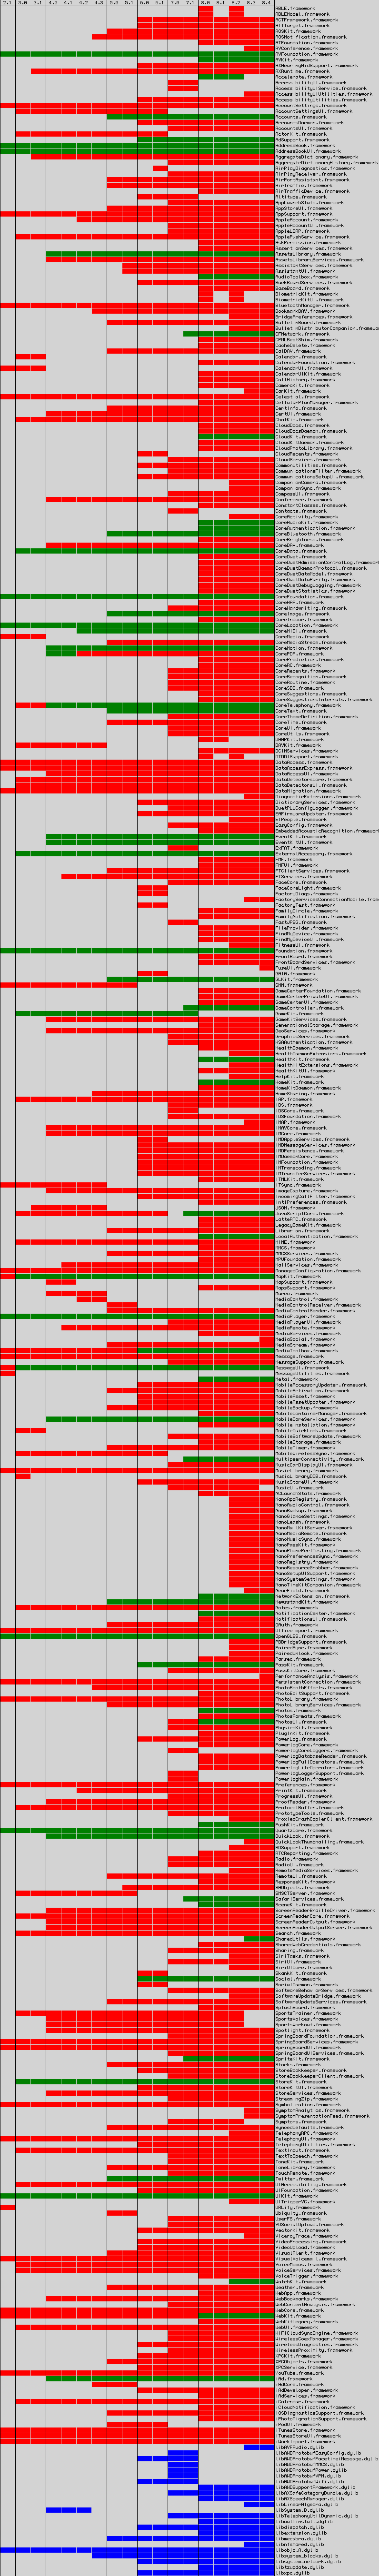 2.1 3.0 3.1 4.0 4.1 4.2 4.3 5.0 5.1 6.0 6.1 7.0 7.1 8.0 8.1 8.2 8.3 8.4
ABLE.framework
ACTFramework.framework
AITTarget.framework
AOSKit.framework
AOSNotification.framework
ATFoundation.framework
AVConference.framework
AVFoundation.framework
AVKit.framework
AXHearingAidSupport.framework
AXRuntime.framework
Accelerate.framework
AccessibilityUI.framework
AccessibilityUIService.framework
AccessibilityUtilities.framework
AccountSettings.framework
AccountSettingsUI.framework
Accounts.framework
AccountsDaemon.framework
AccountsUI.framework
ActorKit.framework
AdSupport.framework
AddressBook.framework
AddressBookUI.framework
AggregateDictionary.framework
AggregateDictionaryHistory.framework
AirPlayDiagnostics.framework
AirPlayReceiver.framework
AirPortAssistant.framework
AirTraffic.framework
AirTrafficDevice.framework
Altitude.framework
AppLaunchStats.framework
AppStoreUI.framework
AppSupport.framework
AppleAccount.framework
AppleAccountUI.framework
AppleLDAP.framework
ApplePushService.framework
AskPermission.framework
AssertionServices.framework
AssetsLibrary.framework
AssetsLibraryServices.framework
AssistantServices.framework
AssistantUI.framework
AudioToolbox.framework
BackBoardServices.framework
BaseBoard.framework
BiometricKit.framework
BiometricKitUI.framework
BluetoothManager.framework
BookmarkDAV.framework
BridgePreferences.framework
BulletinBoard.framework
BulletinDistributorCompanion.framework
CFNetwork.framework
CPMLBestShim.framework
CacheDelete.framework
CalDAV.framework
Calendar.framework
CalendarFoundation.framework
CalendarUI.framework
CalendarUIKit.framework
CallHistory.framework
CameraKit.framework
CarKit.framework
Celestial.framework
CellularPlanManager.framework
CertInfo.framework
CertUI.framework
ChatKit.framework
CloudDocs.framework
CloudDocsDaemon.framework
CloudKit.framework
CloudKitDaemon.framework
CloudPhotoLibrary.framework
CloudRecents.framework
CloudServices.framework
CommonUtilities.framework
CommunicationsFilter.framework
CommunicationsSetupUI.framework
CompanionCamera.framework
CompanionSync.framework
CompassUI.framework
Conference.framework
ConstantClasses.framework
Contacts.framework
CoreActivity.framework
CoreAudioKit.framework
CoreAuthentication.framework
CoreBluetooth.framework
CoreBrightness.framework
CoreDAV.framework
CoreData.framework
CoreDuet.framework
CoreDuetAdmissionControlLog.framework
CoreDuetDaemonProtocol.framework
CoreDuetDataModel.framework
CoreDuetDebugLogging.framework
CoreDuetStatistics.framework
CoreFoundation.framework
CoreHAP.framework
CoreHandwriting.framework
CoreImage.framework
CoreIndoor.framework
CoreLocation.framework
CoreMIDI.framework
CoreMedia.framework
CoreMediaStream.framework
CoreMotion.framework
CorePDF.framework
CorePrediction.framework
CoreRC.framework
CoreRecents.framework
CoreRecognition.framework
CoreRoutine.framework
CoreSDB.framework
CoreSuggestions.framework
CoreSuggestionsInternals.framework
CoreTelephony.framework
CoreText.framework
CoreThemeDefinition.framework
CoreTime.framework
CoreUI.framework
CoreUtils.framework
DAAPKit.framework
DAVKit.framework
DCIMServices.framework
DataAccess.framework
DataAccessExpress.framework
DataAccessUI.framework
DataDetectorsCore.framework
DataDetectorsUI.framework
DataMigration.framework
DiagnosticExtensions.framework
DictionaryServices.framework
DuetPLLConfigLogger.framework
EAFirmwareUpdater.framework
ETPeople.framework
EasyConfig.framework
EmbeddedAcousticRecognition.framework
EventKit.framework
EventKitUI.framework
ExFAT.framework
ExternalAccessory.framework
FMF.framework
FMFUI.framework
FTClientServices.framework
FTServices.framework
FaceCore.framework
FaceCoreLight.framework
FactoryDiags.framework
FactoryTest.framework
FamilyCircle.framework
FamilyNotification.framework
FastJPEG.framework
FileProvider.framework
FindMyDevice.framework
FindMyDeviceUI.framework
FitnessUI.framework
Foundation.framework
FrontBoard.framework
FrontBoardServices.framework
FuseUI.framework
GAIA.framework
GLKit.framework
GMM.framework
GameCenterFoundation.framework
GameCenterPrivateUI.framework
GameCenterUI.framework
GameController.framework
GameKit.framework
GameKitServices.framework
GenerationalStorage.framework
GeoServices.framework
GraphicsServices.framework
HSAAuthentication.framework
HealthDaemon.framework
HealthDaemonExtensions.framework
HealthKit.framework
HealthKitExtensions.framework
HealthKitUI.framework
HelpKit.framework
HomeKit.framework
HomeKitDaemon.framework
HomeSharing.framework
IAP.framework
IDS.framework
IDSCore.framework
IDSFoundation.framework
IMAP.framework
IMAVCore.framework
IMCore.framework
IMDAppleServices.framework
IMDMessageServices.framework
IMDPersistence.framework
IMDaemonCore.framework
IMFoundation.framework
IMTranscoding.framework
IMTransferServices.framework
ITMLKit.framework
ITSync.framework
ImageCapture.framework
IncomingCallFilter.framework
IntlPreferences.framework
JSON.framework
JavaScriptCore.framework
LatteRTC.framework
LegacyGameKit.framework
Librarian.framework
LocalAuthentication.framework
MIME.framework
MMCS.framework
MMCSServices.framework
MPUFoundation.framework
MailServices.framework
ManagedConfiguration.framework
MapKit.framework
MapSupport.framework
MapsSupport.framework
Marco.framework
MediaControl.framework
MediaControlReceiver.framework
MediaControlSender.framework
MediaPlayer.framework
MediaPlayerUI.framework
MediaRemote.framework
MediaServices.framework
MediaSocial.framework
MediaStream.framework
MediaToolbox.framework
Message.framework
MessageSupport.framework
MessageUI.framework
MessageUtilities.framework
Metal.framework
MobileAccessoryUpdater.framework
MobileActivation.framework
MobileAsset.framework
MobileAssetUpdater.framework
MobileBackup.framework
MobileContainerManager.framework
MobileCoreServices.framework
MobileInstallation.framework
MobileQuickLook.framework
MobileSoftwareUpdate.framework
MobileStorage.framework
MobileTimer.framework
MobileWirelessSync.framework
MultipeerConnectivity.framework
MusicCarDisplayUI.framework
MusicLibrary.framework
MusicStoreUI.framework
MusicUI.framework
NCLaunchStats.framework
NanoAppRegistry.framework
NanoAudioControl.framework
NanoBackup.framework
NanoGlanceSettings.framework
NanoLeash.framework
NanoMailKitServer.framework
NanoMediaRemote.framework
NanoMusicSync.framework
NanoPassKit.framework
NanoPhonePerfTesting.framework
NanoPreferencesSync.framework
NanoRegistry.framework
NanoResourceGrabber.framework
NanoSetupUISupport.framework
NanoSystemSettings.framework
NanoTimeKitCompanion.framework
NearField.framework
NetworkExtension.framework
NewsstandKit.framework
Notes.framework
NotificationCenter.framework
NotificationsUI.framework
OAuth.framework
OfficeImport.framework
OpenGLES.framework
PBBridgeSupport.framework
PairedSync.framework
PairedUnlock.framework
Parsec.framework
PassKit.framework
PassKitCore.framework
PerformanceAnalysis.framework
PersistentConnection.framework
PhotoBoothEffects.framework
PhotoEditSupport.framework
PhotoLibrary.framework
PhotoLibraryServices.framework
Photos.framework
PhotosFormats.framework
PhotosUI.framework
PhysicsKit.framework
PluginKit.framework
PowerLog.framework
PowerlogCore.framework
PowerlogCoreLoggers.framework
PowerlogDatabaseReader.framework
PowerlogFullOperators.framework
PowerlogLiteOperators.framework
PowerlogLoggerSupport.framework
PowerlogMain.framework
Preferences.framework
PrintKit.framework
ProgressUI.framework
ProofReader.framework
ProtocolBuffer.framework
PrototypeTools.framework
ProxiedCrashCopierClient.framework
PushKit.framework
QuartzCore.framework
QuickLook.framework
QuickLookThumbnailing.framework
RTCReporting.framework
Radio.framework
RadioUI.framework
RemoteMediaServices.framework
RemoteUI.framework
ResponseKit.framework
SAObjects.framework
SMSCTServer.framework
SafariServices.framework
SceneKit.framework
ScreenReaderBrailleDriver.framework
ScreenReaderCore.framework
ScreenReaderOutput.framework
ScreenReaderOutputServer.framework
Search.framework
SharedUtils.framework
SharedWebCredentials.framework
Sharing.framework
SiriTasks.framework
SiriUI.framework
SiriUICore.framework
SkankKit.framework
Social.framework
SocialDaemon.framework
SoftwareBehaviorServices.framework
SoftwareUpdateBridge.framework
SoftwareUpdateServices.framework
SplashBoard.framework
SportsTrainer.framework
SportsVoices.framework
SportsWorkout.framework
Spotlight.framework
SpringBoardFoundation.framework
SpringBoardServices.framework
SpringBoardUI.framework
SpringBoardUIServices.framework
SpriteKit.framework
Stocks.framework
StoreBookkeeper.framework
StoreBookkeeperClient.framework
StoreKit.framework
StoreKitUI.framework
StoreServices.framework
StreamingZip.framework
Symbolication.framework
SymptomAnalytics.framework
SymptomPresentationFeed.framework
Symptoms.framework
SyncedDefaults.framework
TelephonyRPC.framework
TelephonyUI.framework
TelephonyUtilities.framework
TextInput.framework
TextToSpeech.framework
ToneKit.framework
ToneLibrary.framework
TouchRemote.framework
Twitter.framework
UIAccessibility.framework
UIFoundation.framework
UIKit.framework
UITriggerVC.framework
URLify.framework
Ubiquity.framework
UserFS.framework
VectorKit.framework
ViceroyTrace.framework
VideoProcessing.framework
VideoUpload.framework
VisualAlert.framework
VisualVoicemail.framework
VoiceMemos.framework
VoiceServices.framework
VoiceTrigger.framework
WatchKit.framework
Weather.framework
WebApp.framework
WebBookmarks.framework
WebContentAnalysis.framework
WebCore.framework
WebKit.framework
WebKitLegacy.framework
WebUI.framework
WiFiCloudSyncEngine.framework
WirelessCoexManager.framework
WirelessDiagnostics.framework
WirelessProximity.framework
XPCKit.framework
XPCObjects.framework
XPCService.framework
YouTube.framework
iAd.framework
iAdCore.framework
iAdDeveloper.framework
iAdServices.framework
iCalendar.framework
iCloudNotification.framework
iOSDiagnosticsSupport.framework
iPhotoMigrationSupport.framework
iPodUI.framework
iTunesStore.framework
iTunesStoreUI.framework
iWorkImport.framework
libAVFAudio.dylib
libAWDProtobufEasyConfig.dylib
libAWDProtobufFacetimeiMessage.dylib
libAWDProtobufMMCS.dylib
libAWDProtobufPower.dylib
libAWDProtobufVPN.dylib
libAWDProtobufWifi.dylib
libAWDSupportFramework.dylib
libAXSafeCategoryBundle.dylib
libAXSpeechManager.dylib
libLinearAlgebra.dylib
libSystem.B.dylib
libTelephonyUtilDynamic.dylib
libauthinstall.dylib
libdispatch.dylib
libextension.dylib
libmecabra.dylib
libnfshared.dylib
libobjc.A.dylib
libsystem_blocks.dylib
libsystem_network.dylib
libtzupdate.dylib
libxpc.dylib